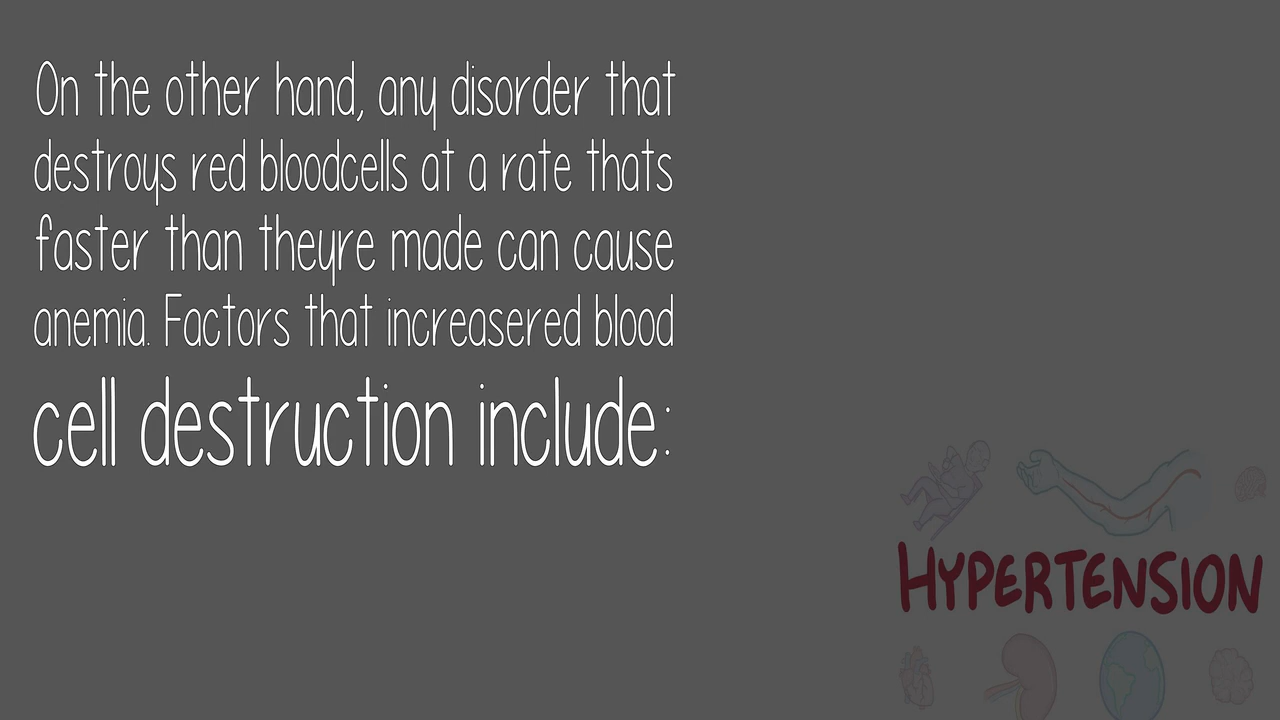 On the other hand, any disorder that
destroys red bloodcells at a rate thats
faster than theyre made can cause
anemia. Factors that increasered blood
cell destruction include:
HYPERTENSION